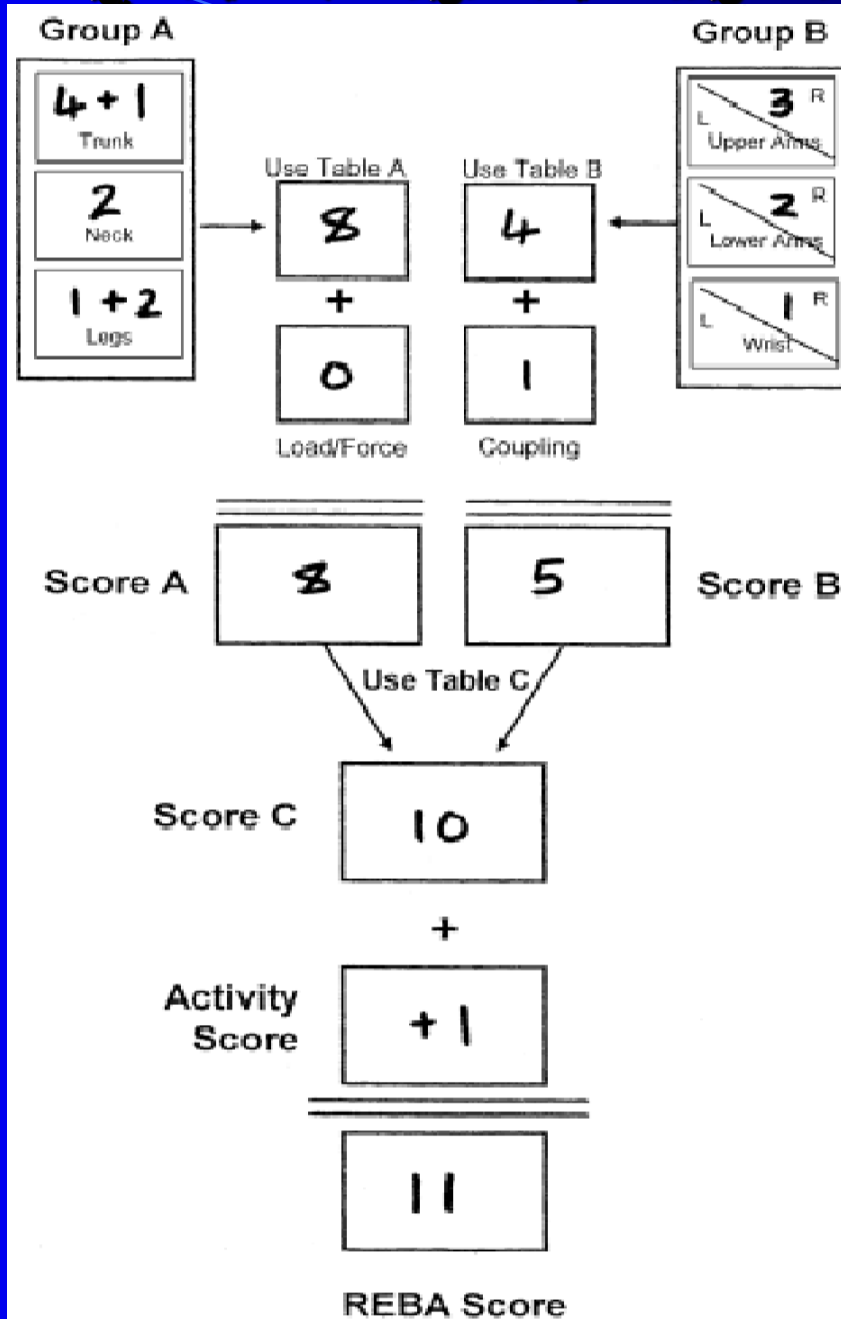 Group A
4 + 1
Trunk
2
Neck
1 + 2
Legs
Use Table A
8
+
0
Load/Force
Group B
L 3 R
Upper Arms
L 2 R
Lower Arms
L 1 R
Wrist
Use Table B
4
+
1
Coupling
Score A 8
5 Score B
Use Table C
Score C 10
+
Activity
Score
+1
11
REBA Score